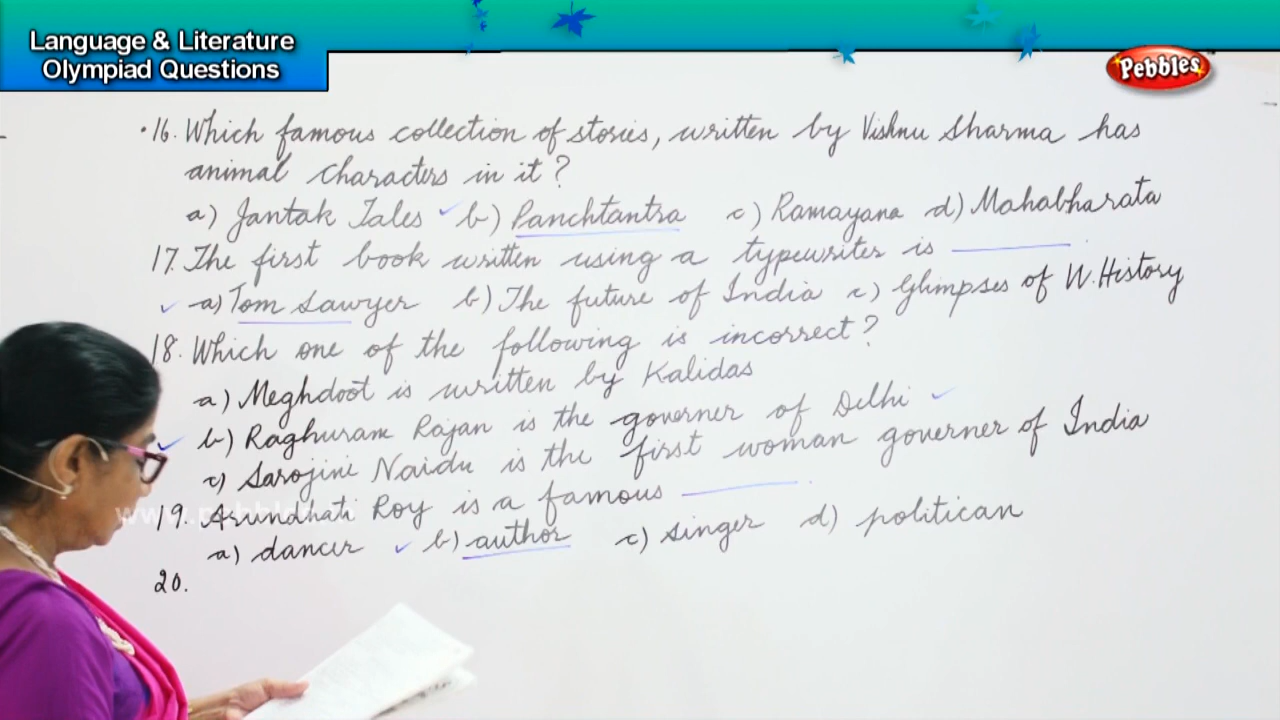 Language & Literature
Olympiad Questions
Pebbles
16. Which famous collection of stories, written by Vishnu Sharma has
animal characters in it?
a) Jantak Tales b) Panchtantra c) Ramayana d) Mahabharata
17. The first book written using a typewriter is ______
a) Tom Sawyer b) The future of India c) Glimpses of W. History
18. Which one of the following is incorrect?
a) Meghdoot is written by Kalidas
b) Raghuram Rajan is the governer of Delhi
c) Sarojini Naidu is the first woman governer of India
19. Arundhati Roy is a famous ______
a) dancer b) author c) singer d) politican
20.